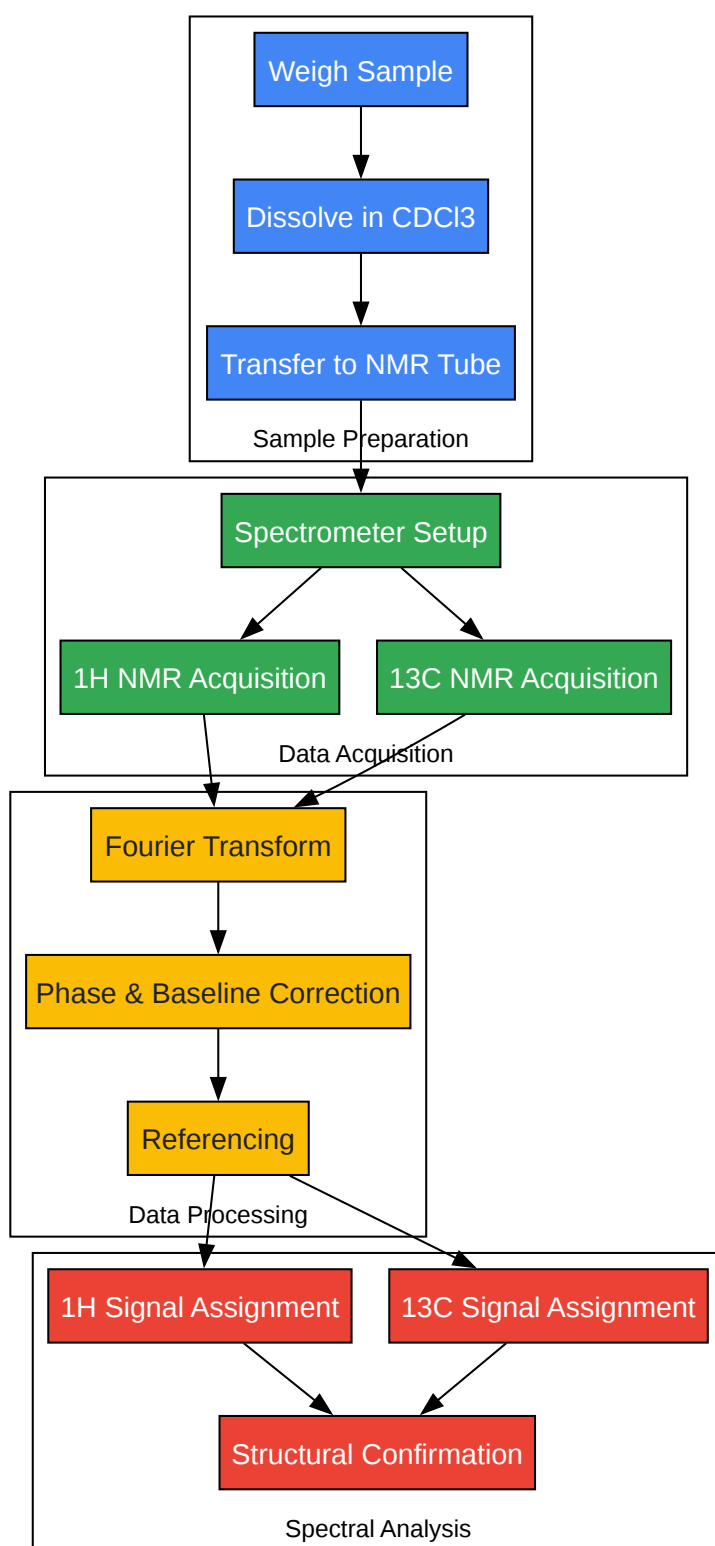 Weigh Sample
Dissolve in CDCl3
Transfer to NMR Tube
Sample Preparation
Spectrometer Setup
1H NMR Acquisition
13C NMR Acquisition
Data Acquisition
Fourier Transform
Phase & Baseline Correction
Referencing
Data Processing
1H Signal Assignment
13C Signal Assignment
Structural Confirmation
Spectral Analysis